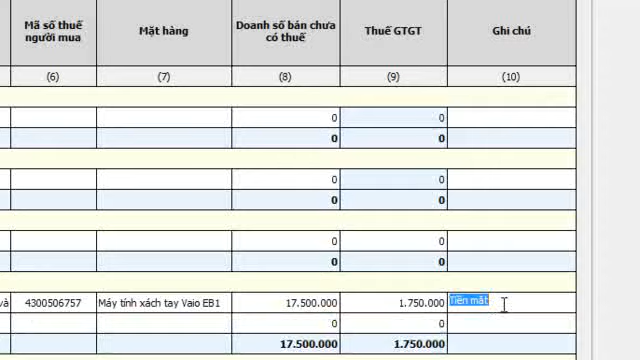 Mã số thuế người mua
Mặt hàng
Doanh số bán chưa có thuế
Thuế GTGT
Ghi chú
(6) (7) (8) (9) (10)
0 0
0 0
0 0
0 0
0 0
0 0
và 4300506757 Máy tính xách tay Vaio EB1 17.500.000 1.750.000 Tiền mặt
0 0
17.500.000 1.750.000